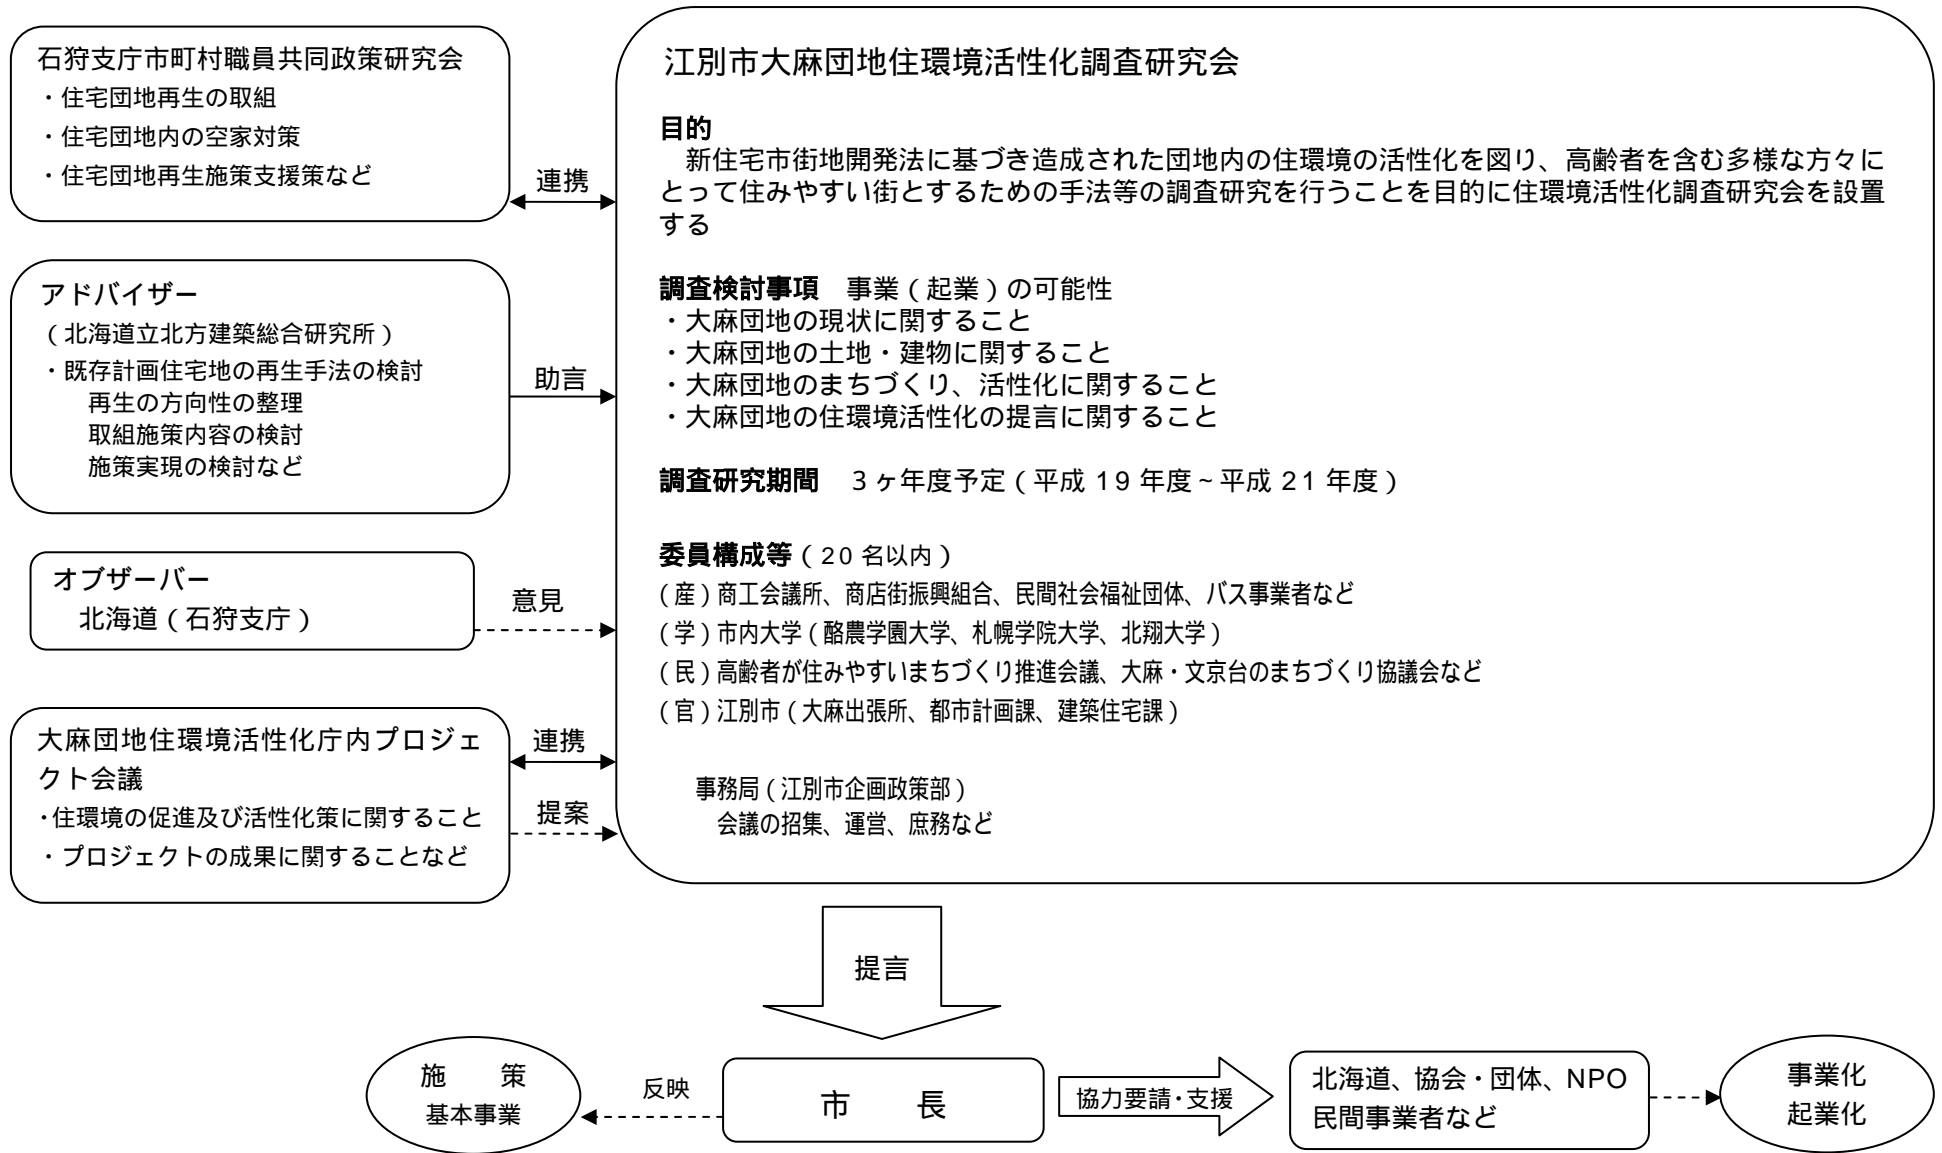 石狩支庁市町村職員共同政策研究会
・住宅団地再生の取組
・住宅団地内の空家対策
・住宅団地再生施策支援策など
連携
アドバイザー
（北海道立北方建築総合研究所）
・既存計画住宅地の再生手法の検討
再生の方向性の整理
取組施策内容の検討
施策実現の検討など
助言
オブザーバー
北海道（石狩支庁）
意見
大麻団地住環境活性化庁内プロジェ
クト会議
・住環境の促進及び活性化策に関すること
・プロジェクトの成果に関することなど
連携
提案
江別市大麻団地住環境活性化調査研究会
目的
新住宅市街地開発法に基づき造成された団地内の住環境の活性化を図り、高齢者を含む多様な方々に
とって住みやすい街とするための手法等の調査研究を行うことを目的に住環境活性化調査研究会を設置
する
調査検討事項　事業（起業）の可能性
・大麻団地の現状に関すること
・大麻団地の土地・建物に関すること
・大麻団地のまちづくり、活性化に関すること
・大麻団地の住環境活性化の提言に関すること
調査研究期間　３ヶ年度予定（平成 19 年度～平成 21 年度）
委員構成等（20 名以内）
（産）商工会議所、商店街振興組合、民間社会福祉団体、バス事業者など
（学）市内大学（酪農学園大学、札幌学院大学、北翔大学）
（民）高齢者が住みやすいまちづくり推進会議、大麻・文京台のまちづくり協議会など
（官）江別市（大麻出張所、都市計画課、建築住宅課）
事務局（江別市企画政策部）
会議の招集、運営、庶務など
提言
施　　策
基本事業
反映
市　　長
協力要請・支援
北海道、協会・団体、NPO
民間事業者など
事業化
起業化